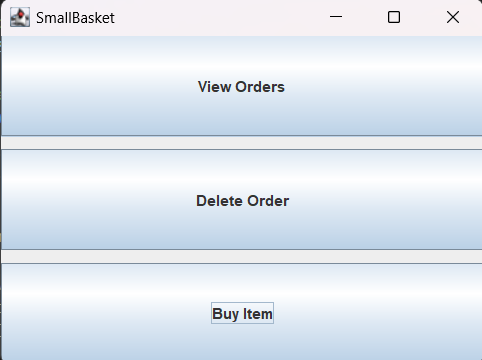 SmallBasket
View Orders
Delete Order
Buy Item